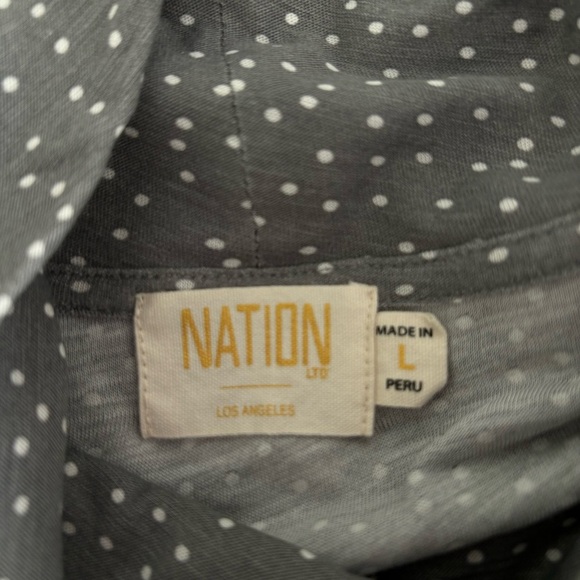 NATION
LTD
LOS ANGELES
MADE IN
L
PERU